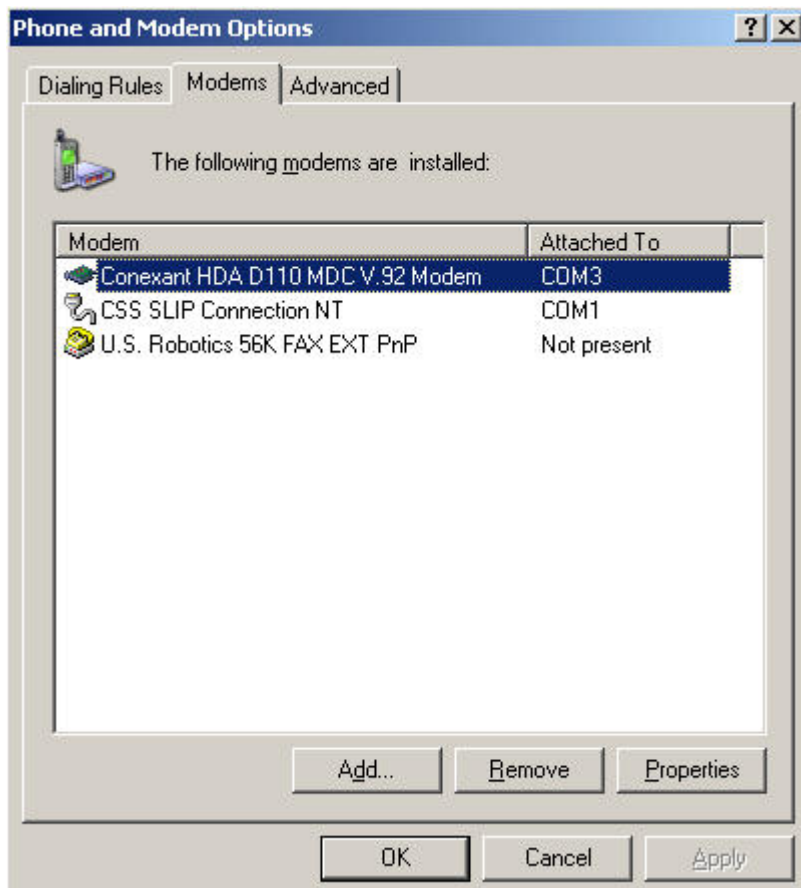 Phone and Modem Options
Dialing Rules Modems Advanced
The following modems are installed:
Modem Attached To
Conexant HDA D110 MDC V.92 Modem COM3
CSS SLIP Connection NT COM1
U.S. Robotics 56K FAX EXT PnP Not present
Add... Remove Properties
OK Cancel Apply